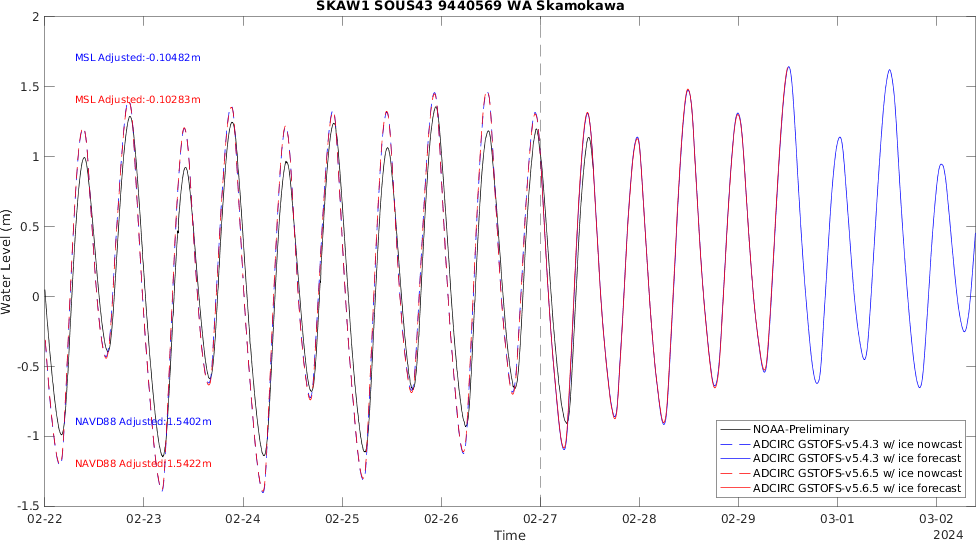 SKAW1 SOUS43 9440569 WA Skamokawa
Water Level (m)
2
1.5
1
0.5
0
-0.5
-1
-1.5
MSL Adjusted:-0.10482m
MSL Adjusted:-0.10283m
NAVD88 Adjusted:1.5402m
NAVD88 Adjusted:1.5422m
NOAA-Preliminary
ADCIRC GSTOFS-v5.4.3 w/ ice nowcast
ADCIRC GSTOFS-v5.4.3 w/ ice forecast
ADCIRC GSTOFS-v5.6.5 w/ ice nowcast
ADCIRC GSTOFS-v5.6.5 w/ ice forecast
02-22 02-23 02-24 02-25 02-26 02-27 02-28 02-29 03-01 03-02
Time
2024